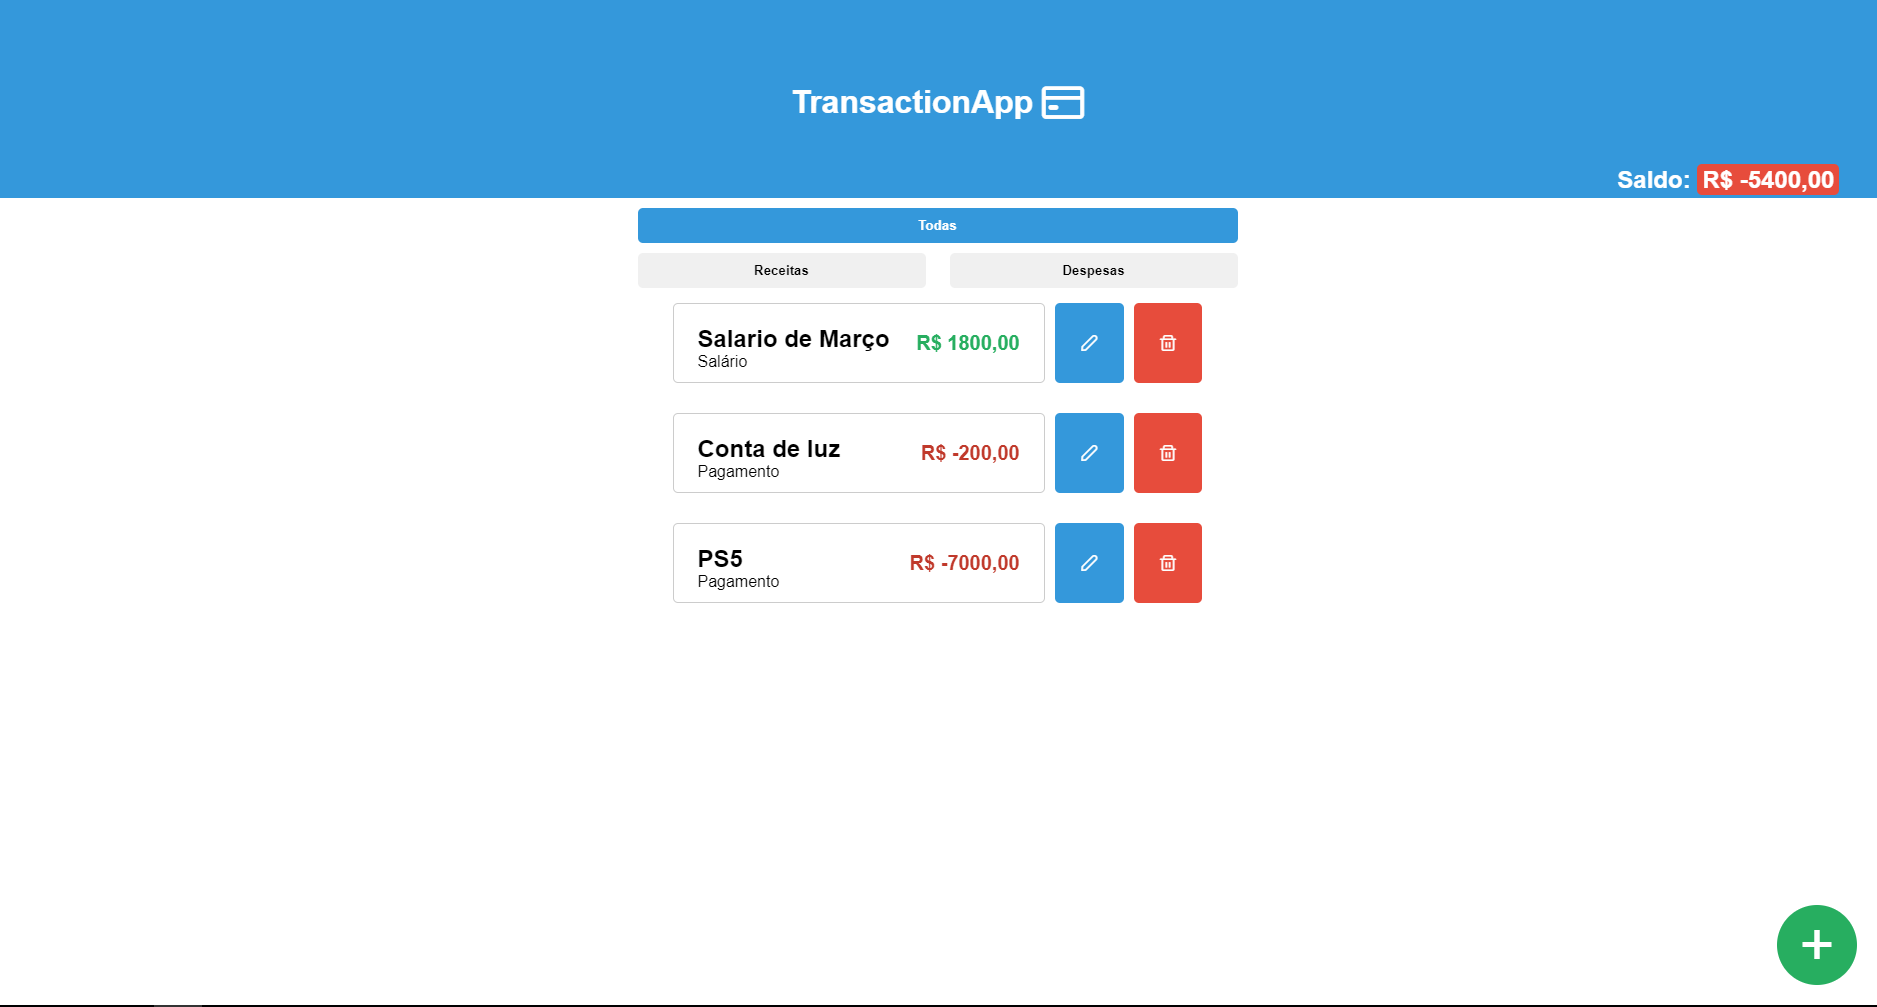 TransactionApp
Saldo: R$ -5400,00
Todas
Receitas Despesas
Salario de Março R$ 1800,00
Salário
Conta de luz R$ -200,00
Pagamento
PS5 R$ -7000,00
Pagamento